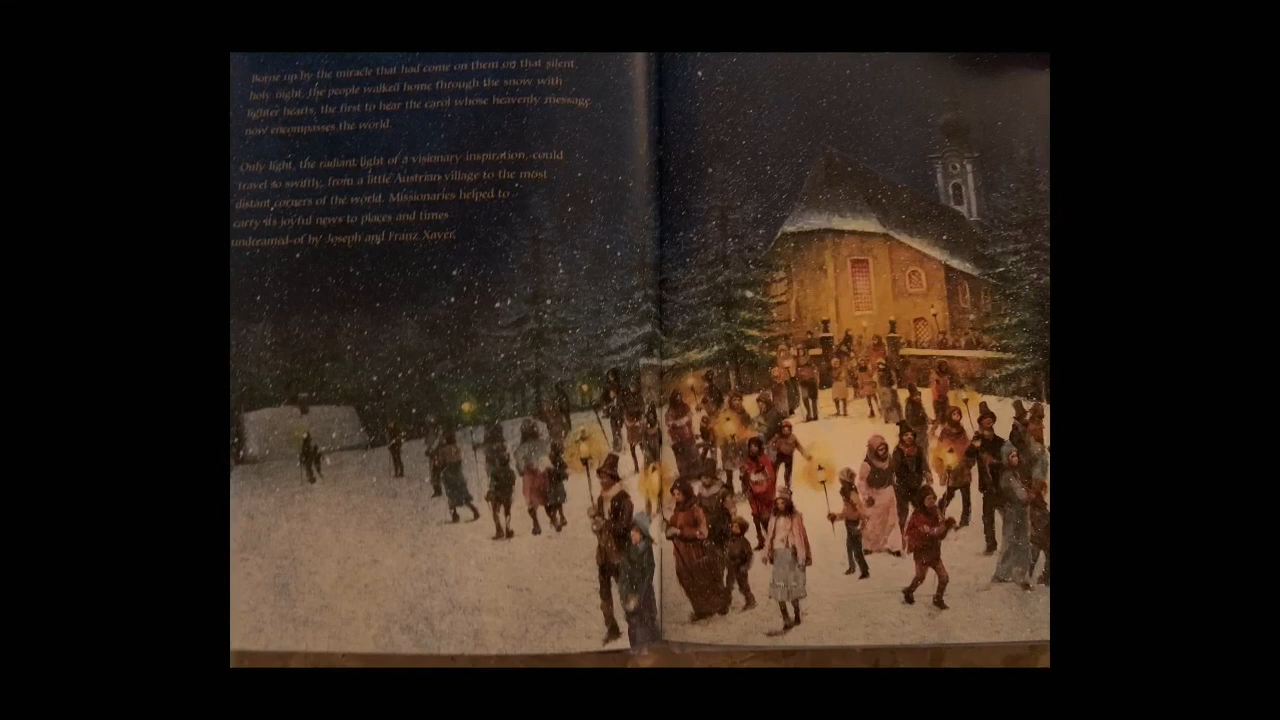 Borne up by the miracle that had come on them on that silent,
holy night, the people walked home through the snow with
lighter hearts, the first to hear the carol whose heavenly message
now encompasses the world.
Only light, the radiant light of a visionary inspiration, could
travel so swiftly, from a little Austrian village to the most
distant corners of the world. Missionaries helped to
carry its joyful news to places and times
undreamed-of by Joseph and Franz Xaver.